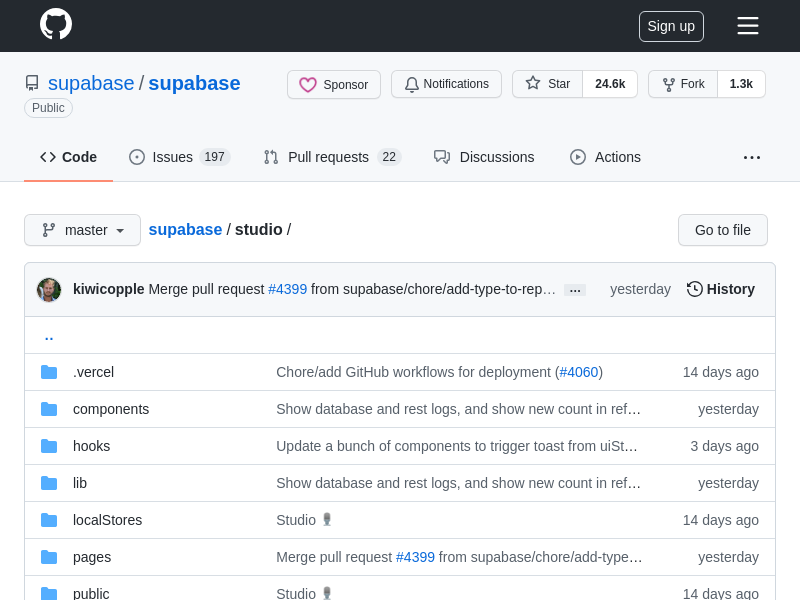 Sign up
supabase / supabase
Public
Sponsor
Notifications
Star 24.6k
Fork 1.3k
Code
Issues 197
Pull requests 22
Discussions
Actions
master
supabase / studio /
Go to file
kiwicopple Merge pull request #4399 from supabase/chore/add-type-to-rep… … yesterday History
..
.vercel Chore/add GitHub workflows for deployment (#4060) 14 days ago
components Show database and rest logs, and show new count in ref… yesterday
hooks Update a bunch of components to trigger toast from uiSt… 3 days ago
lib Show database and rest logs, and show new count in ref… yesterday
localStores Studio 14 days ago
pages Merge pull request #4399 from supabase/chore/add-type… yesterday
public Studio 14 days ago